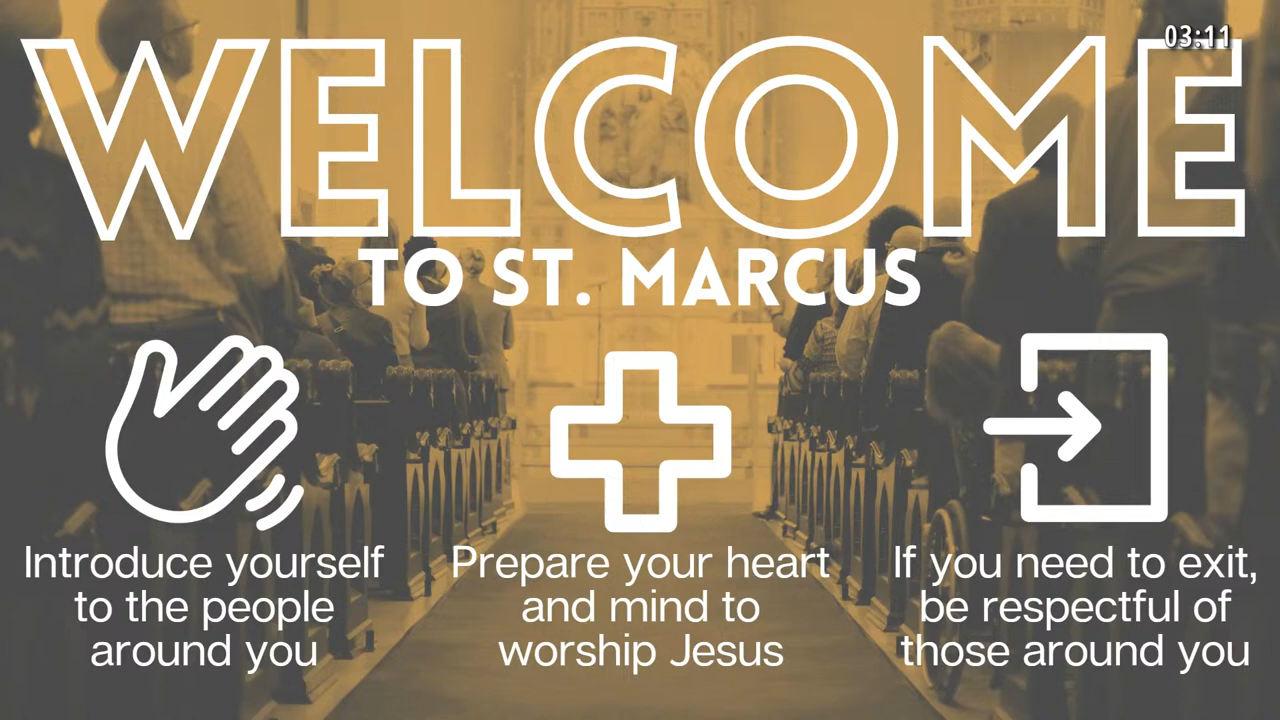 03:11
WELCOME
TO ST. MARCUS
Introduce yourself
to the people
around you
Prepare your heart
and mind to
worship Jesus
If you need to exit,
be respectful of
those around you